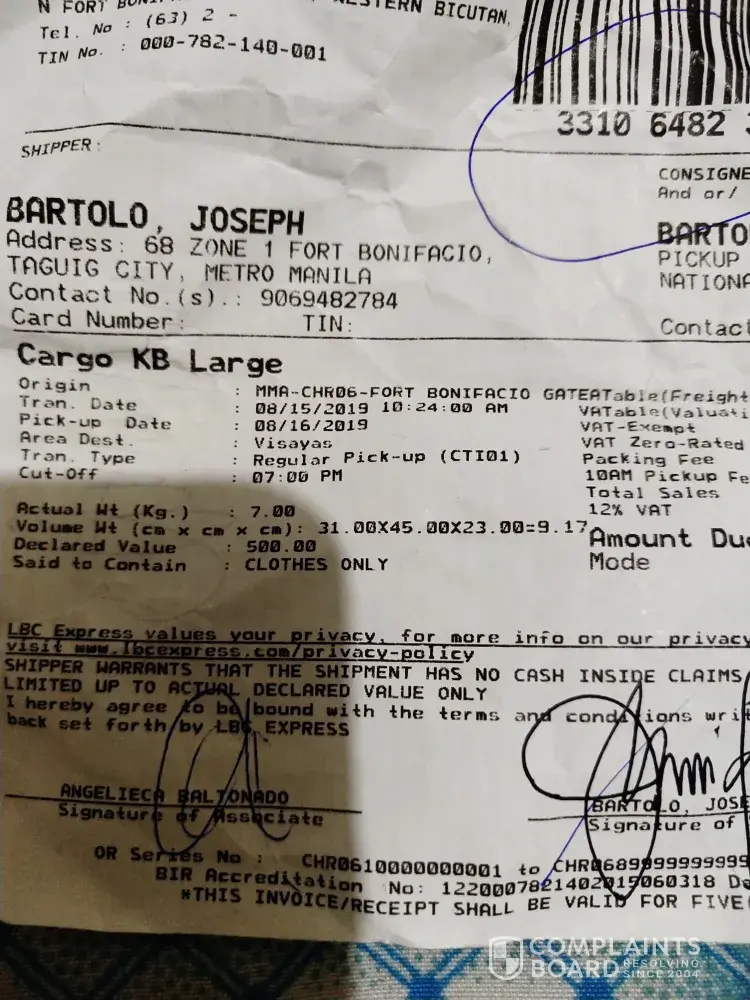 N FORT BONIF WESTERN BICUTAN,
Tel. No : (63) 2 -
TIN No. : 000-782-140-001
3310 6482
SHIPPER:
CONSIGNE
And or/
BARTOLO, JOSEPH
BARTO
Address: 68 ZONE 1 FORT BONIFACIO,
PICKUP
TAGUIG CITY, METRO MANILA
NATIONA
Contact No.(s).: 9069482784
Card Number: TIN:
Contact
Cargo KB Large
Origin : MMA-CHR06-FORT BONIFACIO GATEATable(Freight
Tran. Date : 08/15/2019 10:24:00 AM VATable(Valuati
Pick-up Date : 08/16/2019 VAT-Exempt
Area Dest. : Visayas VAT Zero-Rated
Tran. Type : Regular Pick-up (CTI01) Packing Fee
Cut-Off : 07:00 PM 10AM Pickup Fe
Total Sales
Actual Wt (Kg.) : 7.00 12% VAT
Volume Wt (cm x cm x cm): 31.00X45.00X23.00=9.17
Amount Du
Declared Value : 500.00
Said to Contain : CLOTHES ONLY Mode
LBC Express values your privacy, for more info on our privacy
visit www.lbcexpress.com/privacy-policy
SHIPPER WARRANTS THAT THE SHIPMENT HAS NO CASH INSIDE CLAIMS
LIMITED UP TO ACTUAL DECLARED VALUE ONLY
I hereby agree to be bound with the terms and conditions writ
back set forth by LBC EXPRESS
ANGELIECA BALTONADO
BARTOLO, JOSE
Signature of Associate
Signature of
OR Series No : CHR0610000000001 to CHR0689999999999
BIR Accreditation No: 1220007821402015060318 Da
*THIS INVOICE/RECEIPT SHALL BE VALID FOR FIVE
COMPLAINTS
BOARD RESOLVING
SINCE 2004